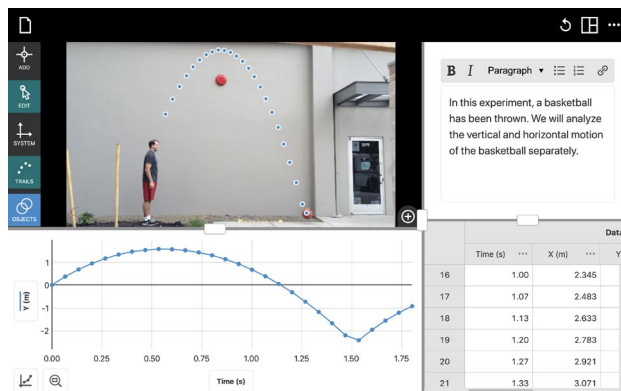 ADD
EDIT
SYSTEM
TRAILS
OBJECTS
B I Paragraph
In this experiment, a basketball
has been thrown. We will analyze
the vertical and horizontal motion
of the basketball separately.
Y (m)
1
0
-1
-2
0.00 0.25 0.50 0.75 1.00 1.25 1.50 1.75
Time (s)
Data
Time (s) ... X (m) ... Y
16 1.00 2.345
17 1.07 2.483
18 1.13 2.633
19 1.20 2.783
20 1.27 2.921
21 1.33 3.071